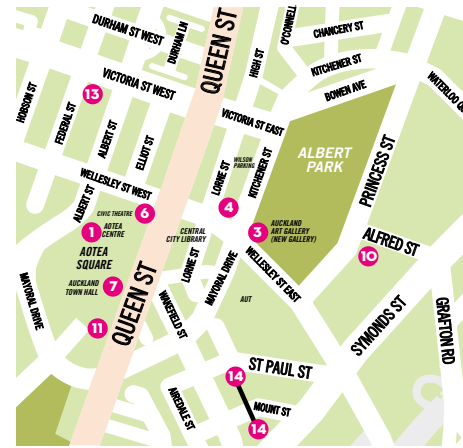 DURHAM ST WEST
DURHAM LN
QUEEN ST
HIGH ST
O'CONNELL
CHANCERY ST
KITCHENER ST
BOWEN AVE
WATERLOO Q
HOBSON ST
FEDERAL ST
13
VICTORIA ST WEST
ALBERT ST
ELLIOT ST
VICTORIA ST EAST
LORNE ST
WILSON
PARKING
KITCHENER ST
ALBERT
PARK
PRINCESS ST
WELLESLEY ST WEST
ALBERT ST
CIVIC THEATRE
6
4
1
AOTEA
CENTRE
CENTRAL
CITY LIBRARY
3
AUCKLAND
ART GALLERY
(NEW GALLERY)
ALFRED ST
10
AOTEA
SQUARE
LORNE ST
MAYORAL DRIVE
WELLESLEY ST EAST
MAYORAL DRIVE
AUCKLAND
TOWN HALL
7
QUEEN ST
WAKEFIELD ST
AUT
SYMONDS ST
GRAFTON RD
11
ST PAUL ST
14
AIREDALE ST
MOUNT ST
14